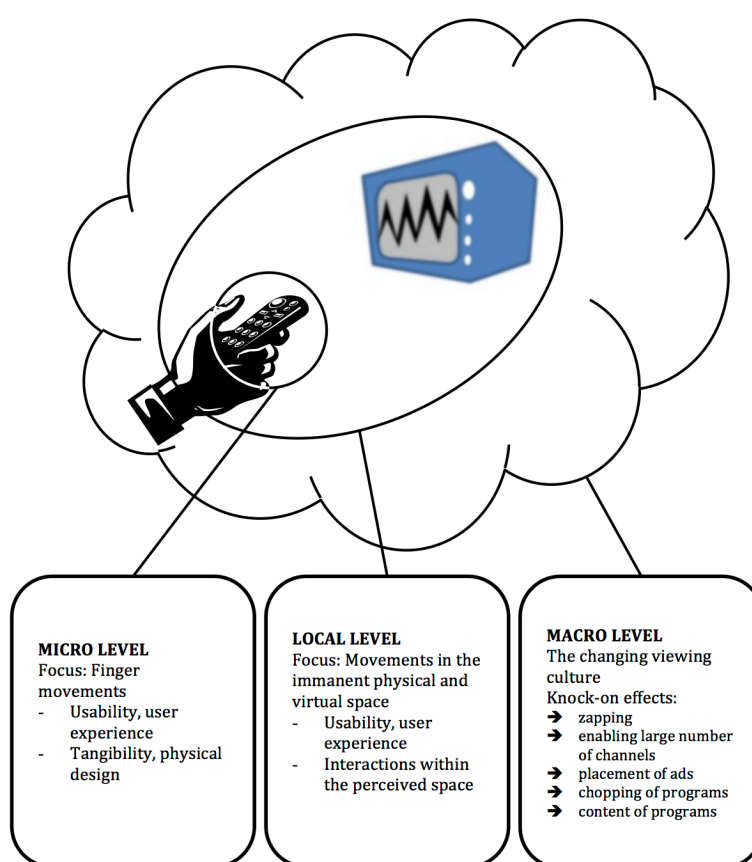 MICRO LEVEL
Focus: Finger
movements
- Usability, user
experience
- Tangibility, physical
design
LOCAL LEVEL
Focus: Movements in the
immanent physical and
virtual space
- Usability, user
experience
- Interactions within
the perceived space
MACRO LEVEL
The changing viewing
culture
Knock-on effects:
➔ zapping
➔ enabling large number
of channels
➔ placement of ads
➔ chopping of programs
➔ content of programs